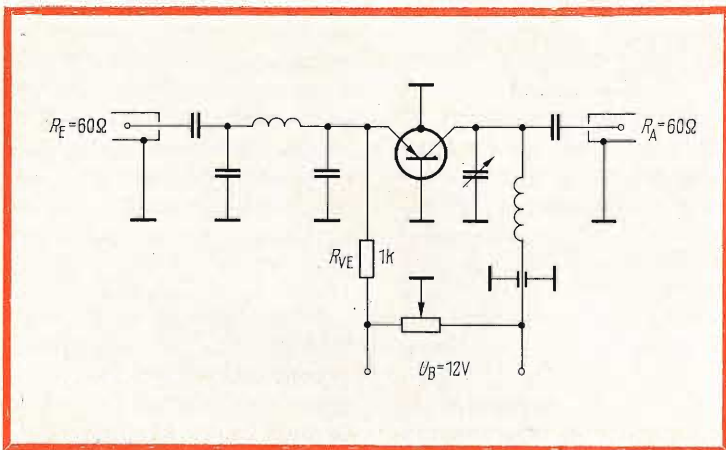 R_E=60Ω
R_A=60Ω
R_VE 1k
U_B=12V